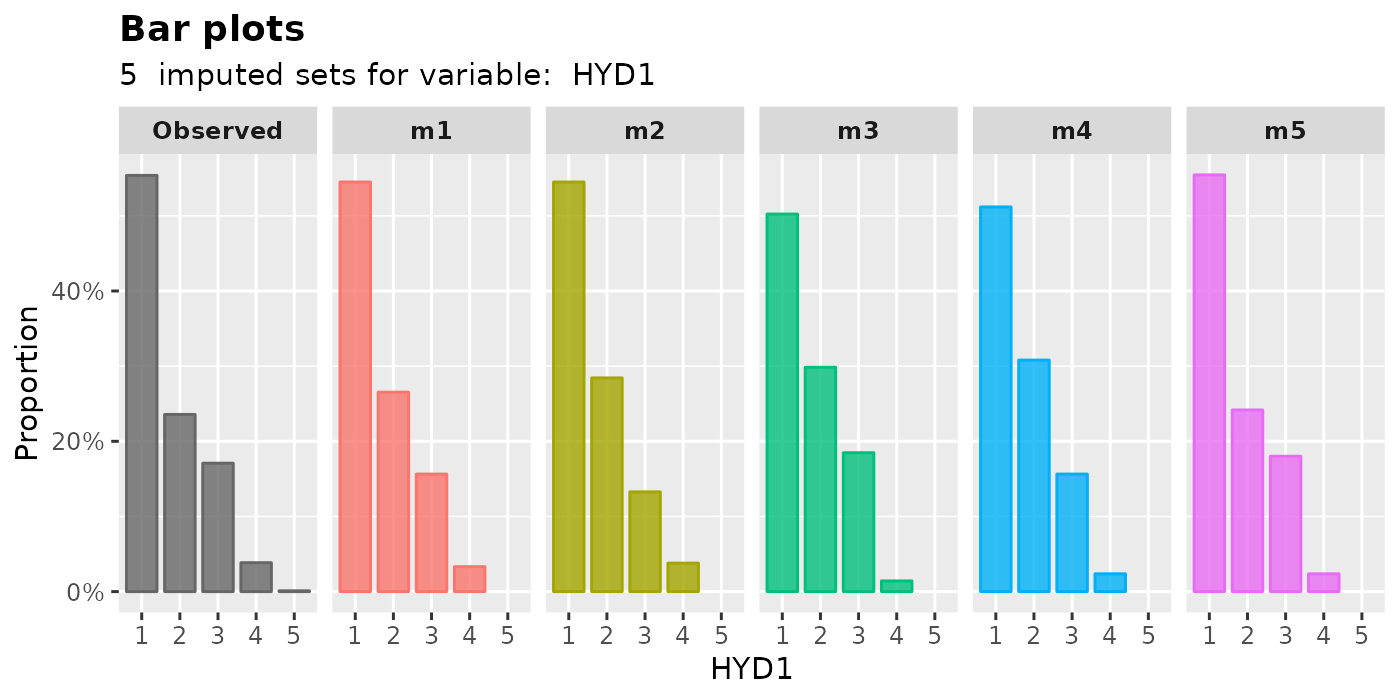 Bar plots
5 imputed sets for variable: HYD1
Observed m1 m2 m3 m4 m5
Proportion
40%
20%
0%
1 2 3 4 5 1 2 3 4 5 1 2 3 4 5 1 2 3 4 5 1 2 3 4 5 1 2 3 4 5
HYD1